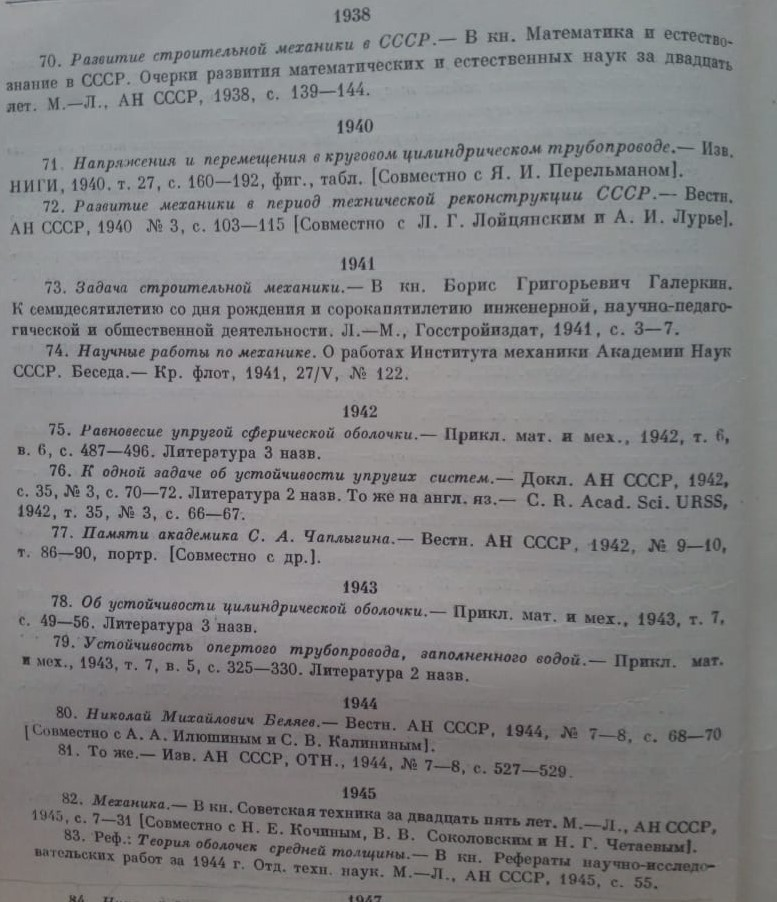 1938
70. Развитие строительной механики в СССР.— В кн. Математика и естество-
знание в СССР. Очерки развития математических и естественных наук за двадцать
лет. М.—Л., АН СССР, 1938, с. 139—144.
1940
71. Напряжения и перемещения в круговом цилиндрическом трубопроводе.— Изв.
НИГИ, 1940. т. 27, с. 160—192, фиг., табл. [Совместно с Я. И. Перельманом].
72. Развитие механики в период технической реконструкции СССР.— Вестн.
АН СССР, 1940 № 3, с. 103—115 [Совместно с Л. Г. Лойцянским и А. И. Лурье].
1941
73. Задача строительной механики.— В кн. Борис Григорьевич Галеркин.
К семидесятилетию со дня рождения и сорокапятилетию инженерной, научно-педаго-
гической и общественной деятельности. Л.—М., Госстройиздат, 1941, с. 3—7.
74. Научные работы по механике. О работах Института механики Академии Наук
СССР. Беседа.— Кр. флот, 1941, 27/V, № 122.
1942
75. Равновесие упругой сферической оболочки.— Прикл. мат. и мех., 1942, т. 6,
в. 6, с. 487—496. Литература 3 назв.
76. К одной задаче об устойчивости упругих систем.— Докл. АН СССР, 1942,
с. 35, № 3, с. 70—72. Литература 2 назв. То же на англ. яз.— C. R. Acad. Sci. URSS,
1942, т. 35, № 3, с. 66—67.
77. Памяти академика С. А. Чаплыгина.— Вестн. АН СССР, 1942, № 9—10,
т. 86—90, портр. [Совместно с др.].
1943
78. Об устойчивости цилиндрической оболочки.— Прикл. мат. и мех., 1943, т. 7,
с. 49—56. Литература 3 назв.
79. Устойчивость опертого трубопровода, заполненного водой.— Прикл. мат.
и мех., 1943, т. 7, в. 5, с. 325—330. Литература 2 назв.
1944
80. Николай Михайлович Беляев.— Вестн. АН СССР, 1944, № 7—8, с. 68—70
[Совместно с А. А. Илюшиным и С. В. Калининым].
81. То же.— Изв. АН СССР, ОТН., 1944, № 7—8, с. 527—529.
1945
82. Механика.— В кн. Советская техника за двадцать пять лет. М.—Л., АН СССР,
1945, с. 7—31 [Совместно с Н. Е. Кочиным, В. В. Соколовским и Н. Г. Четаевым].
83. Реф.: Теория оболочек средней толщины.— В кн. Рефераты научно-исследо-
вательских работ за 1944 г. Отд. техн. наук. М.—Л., АН СССР, 1945, с. 55.
1947
84.